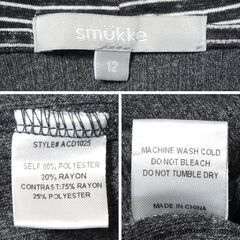 smükke
12
STYLE# ACD1025
SELF 80% POLYESTER
20% RAYON
CONTRAST:75% RAYON
25% POLYESTER
MACHINE WASH COLD
DO NOT BLEACH
DO NOT TUMBLE DRY
MADE IN CHINA